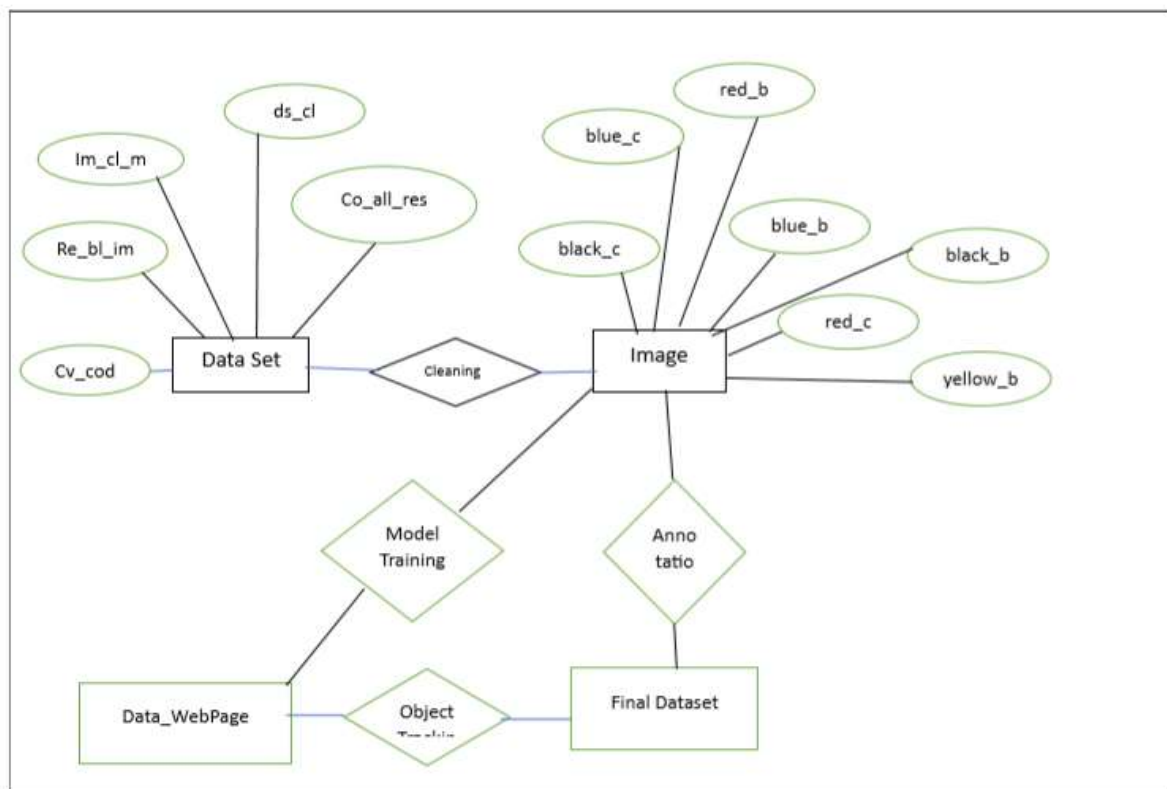 ds_cl
red_b
blue_c
Im_cl_m
Co_all_res
Re_bl_im
black_c
blue_b
black_b
red_c
Data Set
Image
Cv_cod
Cleaning
yellow_b
Model
Training
Anno
tatio
Data_WebPage
Object
Final Dataset